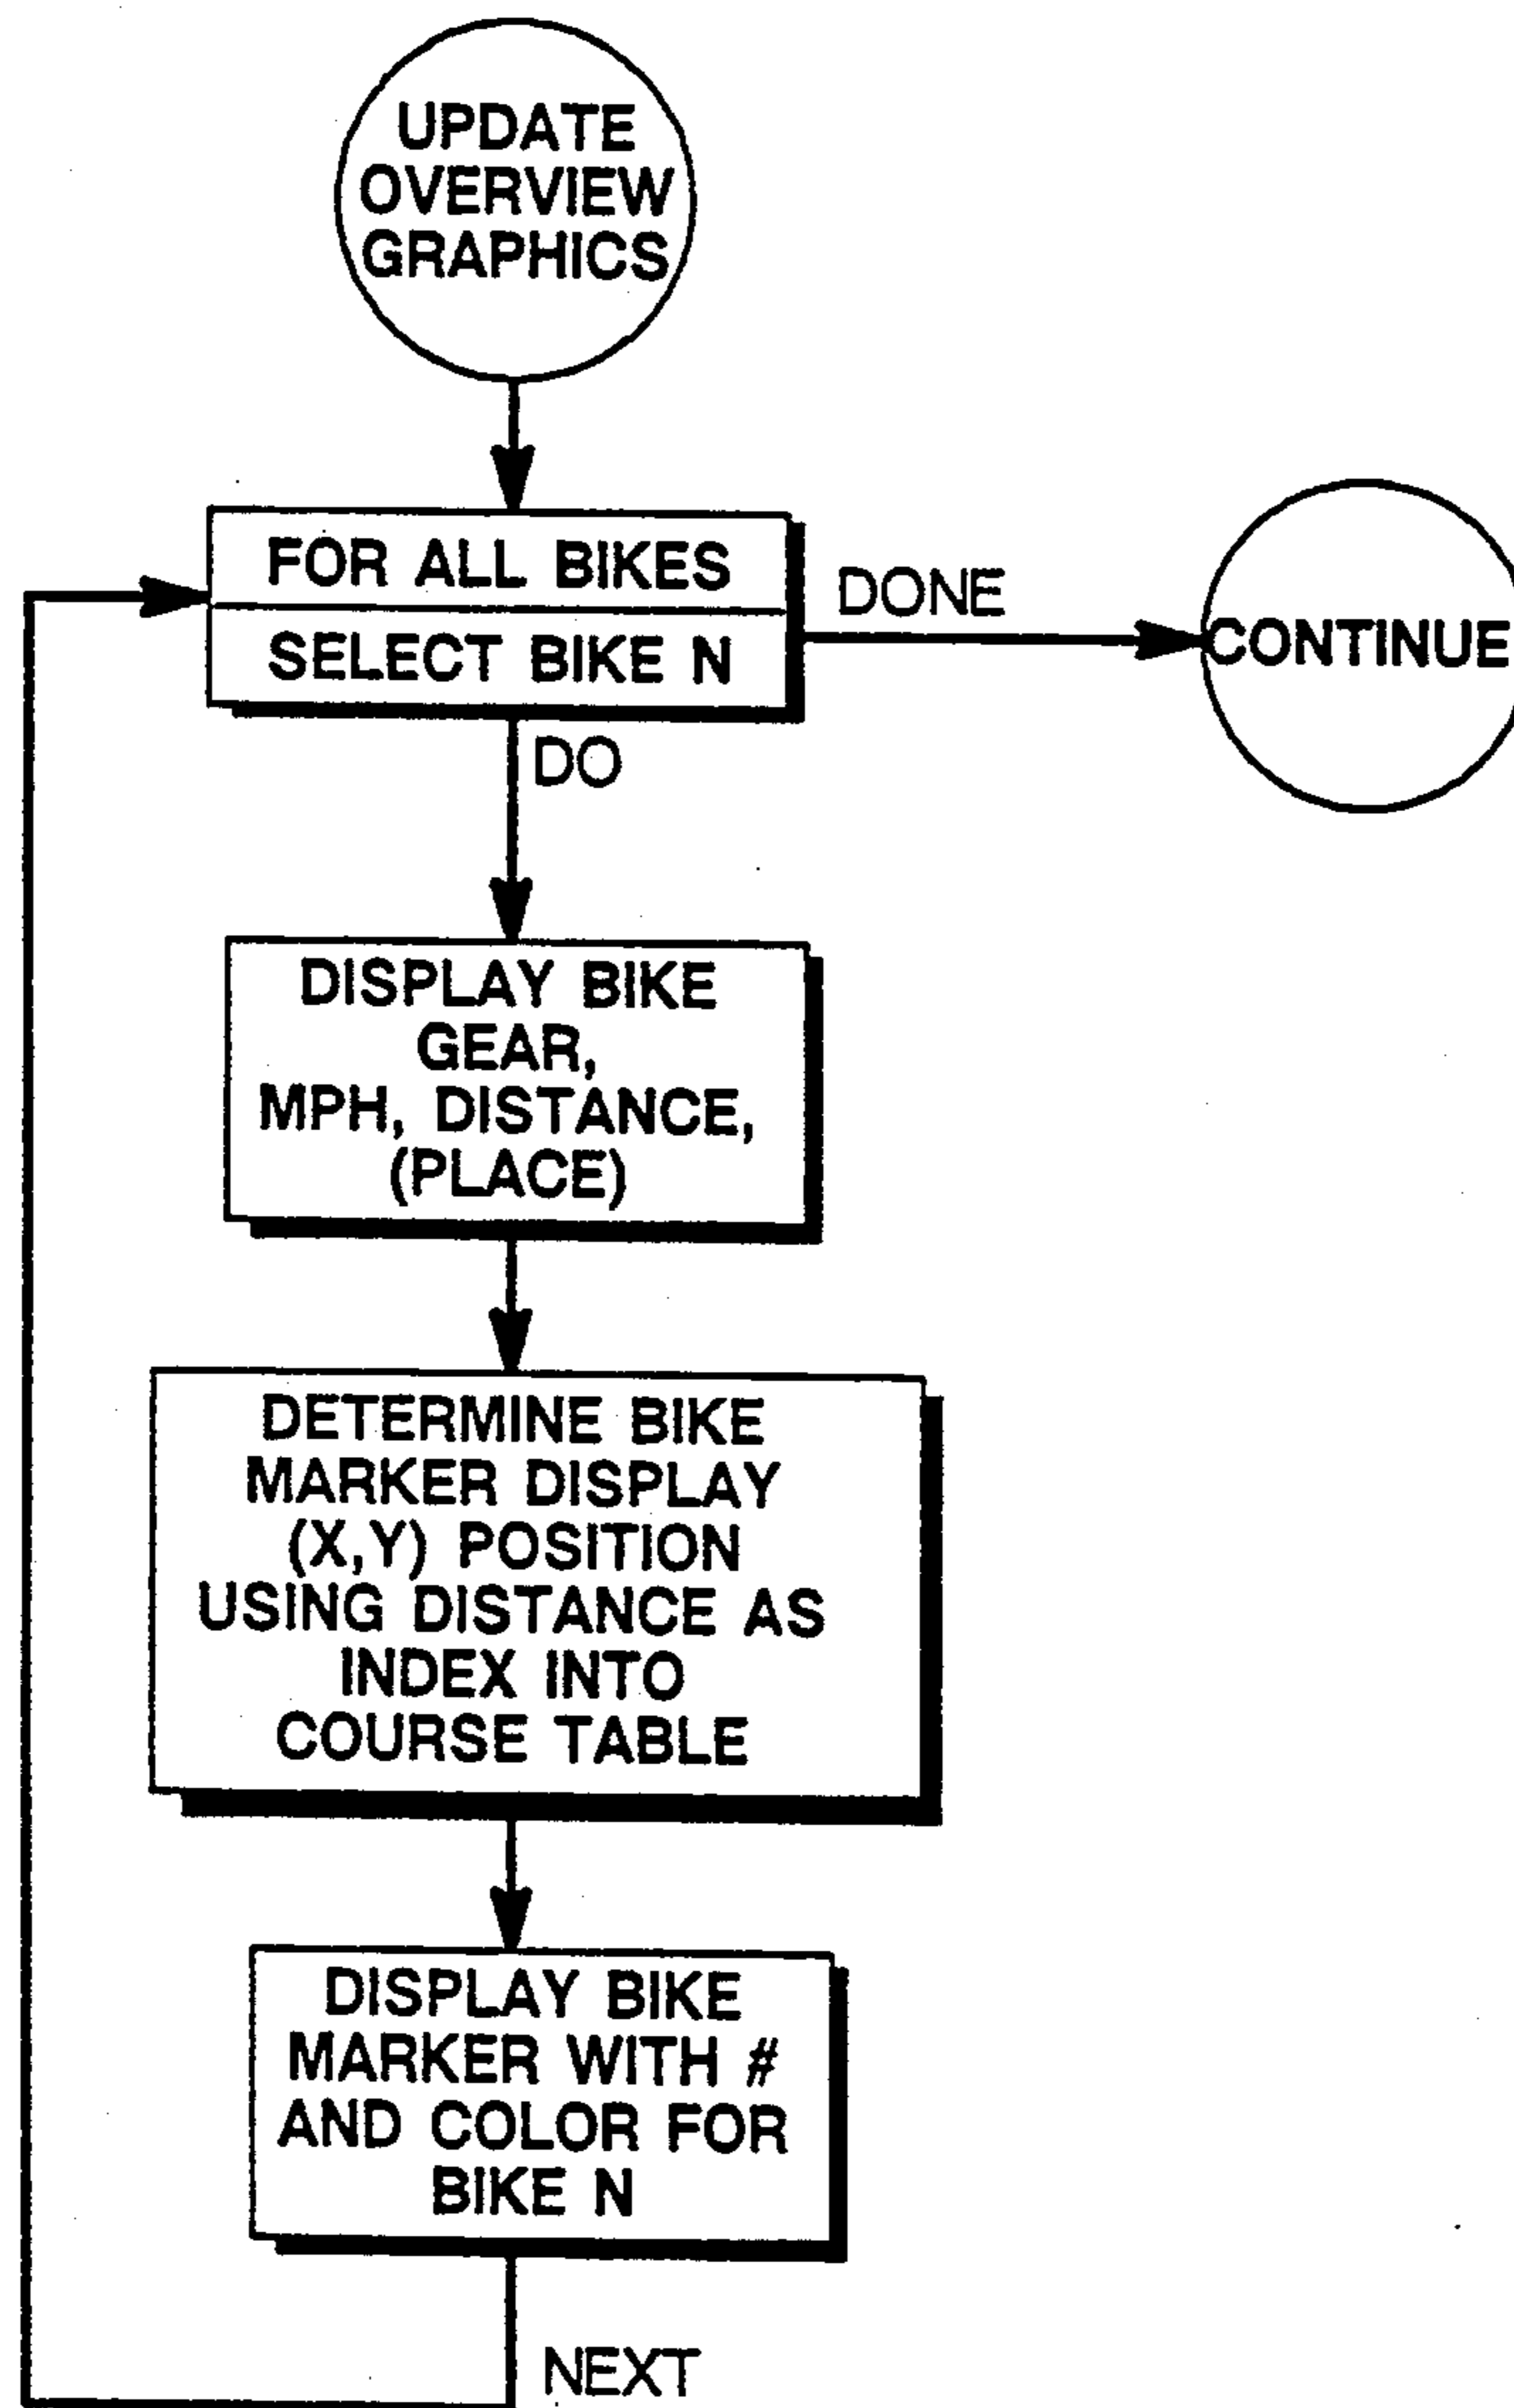 UPDATE
OVERVIEW
GRAPHICS
FOR ALL BIKES
SELECT BIKE N
DONE
CONTINUE
DO
DISPLAY BIKE
GEAR,
MPH, DISTANCE,
(PLACE)
DETERMINE BIKE
MARKER DISPLAY
(X,Y) POSITION
USING DISTANCE AS
INDEX INTO
COURSE TABLE
DISPLAY BIKE
MARKER WITH #
AND COLOR FOR
BIKE N
NEXT